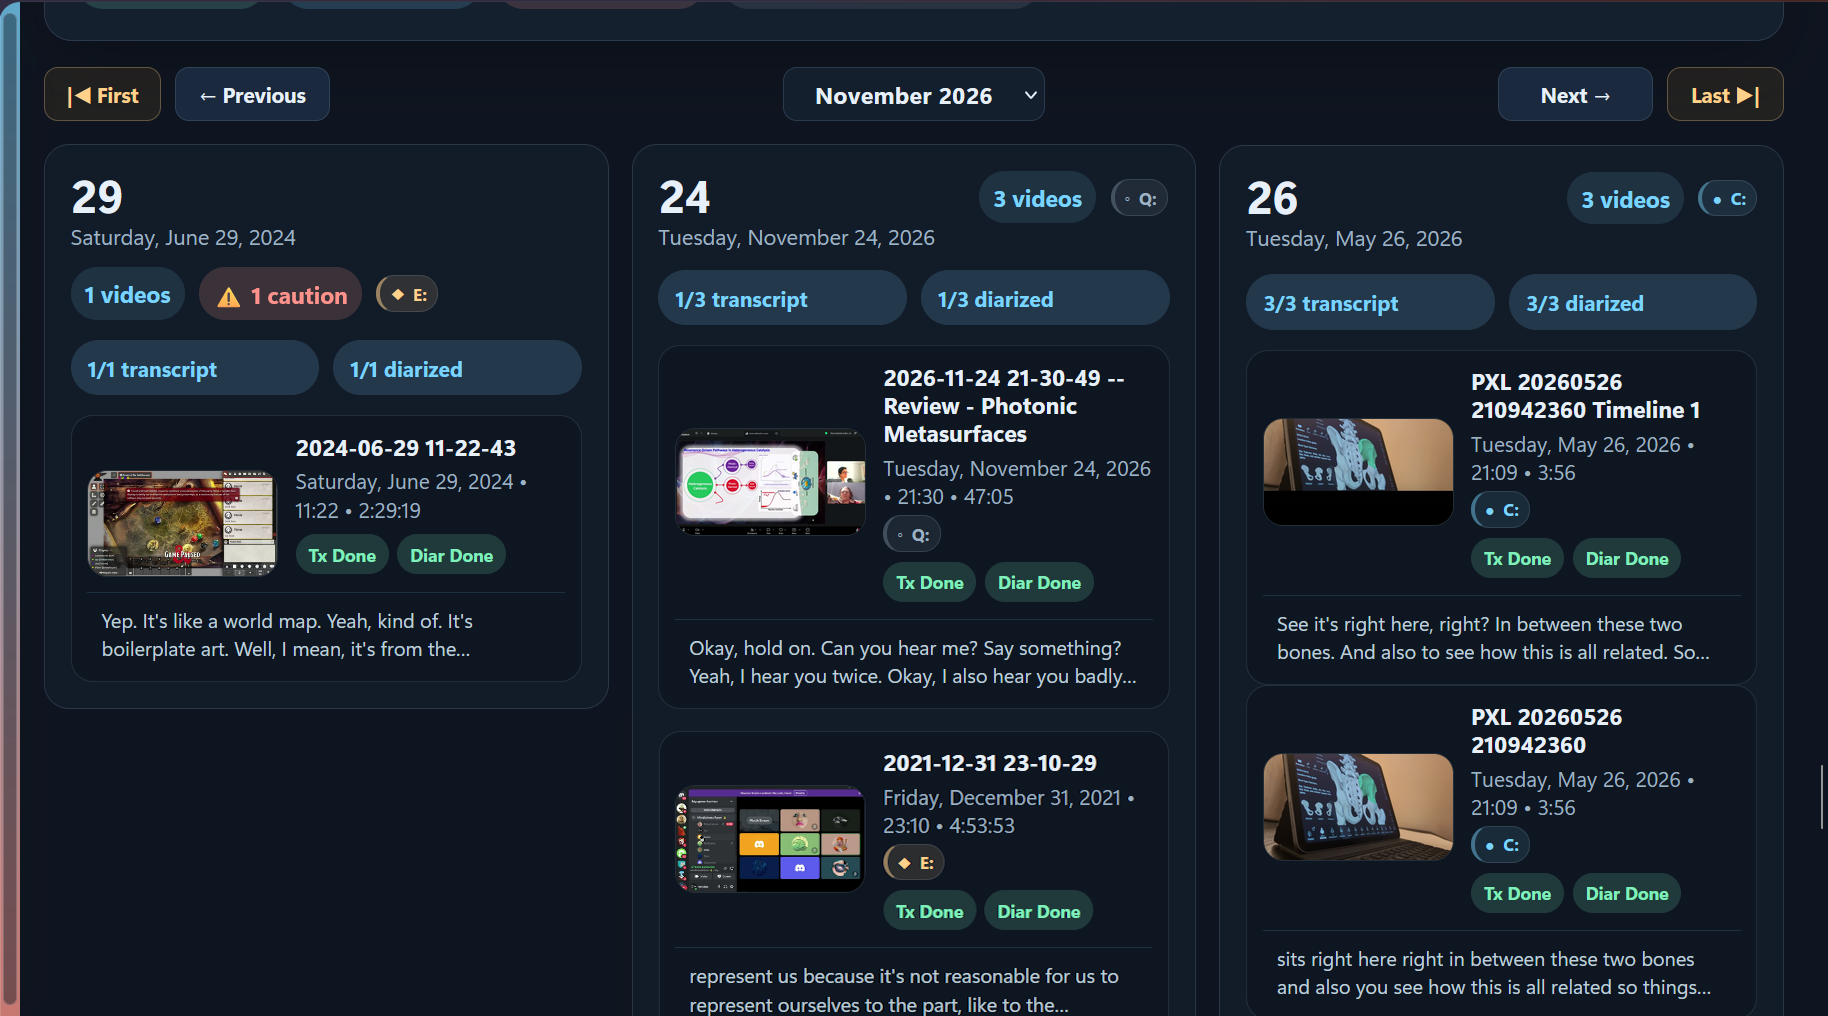 |◀ First
← Previous
November 2026
Next →
Last ▶|
29
Saturday, June 29, 2024
1 videos
⚠ 1 caution
◆ E:
1/1 transcript
1/1 diarized
2024-06-29 11-22-43
Saturday, June 29, 2024 •
11:22 • 2:29:19
Tx Done
Diar Done
GAME PAUSED
Yep. It's like a world map. Yeah, kind of. It's
boilerplate art. Well, I mean, it's from the...
24
3 videos
◦ Q:
Tuesday, November 24, 2026
1/3 transcript
1/3 diarized
2026-11-24 21-30-49 --
Review - Photonic
Metasurfaces
Tuesday, November 24, 2026
• 21:30 • 47:05
◦ Q:
Tx Done
Diar Done
Okay, hold on. Can you hear me? Say something?
Yeah, I hear you twice. Okay, I also hear you badly...
2021-12-31 23-10-29
Friday, December 31, 2021 •
23:10 • 4:53:53
◆ E:
Tx Done
Diar Done
represent us because it's not reasonable for us to
represent ourselves to the part, like to the...
26
3 videos
• C:
Tuesday, May 26, 2026
3/3 transcript
3/3 diarized
PXL 20260526
210942360 Timeline 1
Tuesday, May 26, 2026 •
21:09 • 3:56
• C:
Tx Done
Diar Done
See it's right here, right? In between these two
bones. And also to see how this is all related. So...
PXL 20260526
210942360
Tuesday, May 26, 2026 •
21:09 • 3:56
• C:
Tx Done
Diar Done
sits right here right in between these two bones
and also you see how this is all related so things...